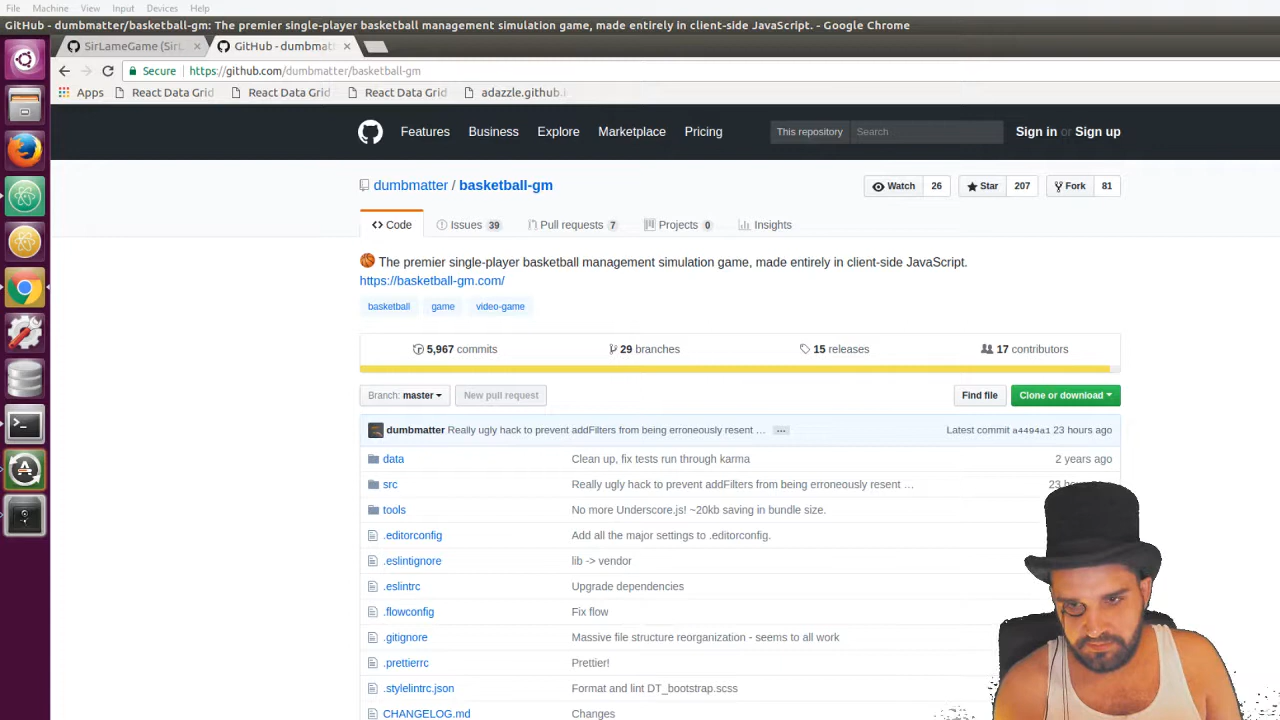 File Machine View Input Devices Help
GitHub - dumbmatter/basketball-gm: The premier single-player basketball management simulation game, made entirely in client-side JavaScript. - Google Chrome
SirLameGame (SirL GitHub - dumbmatt
Secure https://github.com/dumbmatter/basketball-gm
Apps React Data Grid React Data Grid React Data Grid adazzle.github.i
Features Business Explore Marketplace Pricing This repository Search Sign in or Sign up
dumbmatter / basketball-gm Watch 26 Star 207 Fork 81
Code Issues 39 Pull requests 7 Projects 0 Insights
The premier single-player basketball management simulation game, made entirely in client-side JavaScript.
https://basketball-gm.com/
basketball game video-game
5,967 commits 29 branches 15 releases 17 contributors
Branch: master New pull request Find file Clone or download
dumbmatter Really ugly hack to prevent addFilters from being erroneously resent … ... Latest commit a4494a1 23 hours ago
data Clean up, fix tests run through karma 2 years ago
src Really ugly hack to prevent addFilters from being erroneously resent … 23
tools No more Underscore.js! ~20kb saving in bundle size.
.editorconfig Add all the major settings to .editorconfig.
.eslintignore lib -> vendor
.eslintrc Upgrade dependencies
.flowconfig Fix flow
.gitignore Massive file structure reorganization - seems to all work
.prettierrc Prettier!
.stylelintrc.json Format and lint DT_bootstrap.scss
CHANGELOG.md Changes